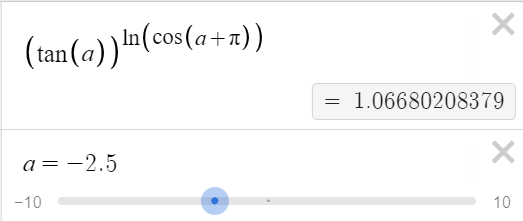 (tan(a))^ln(cos(a+π))
= 1.06680208379
a = −2.5
−10 10